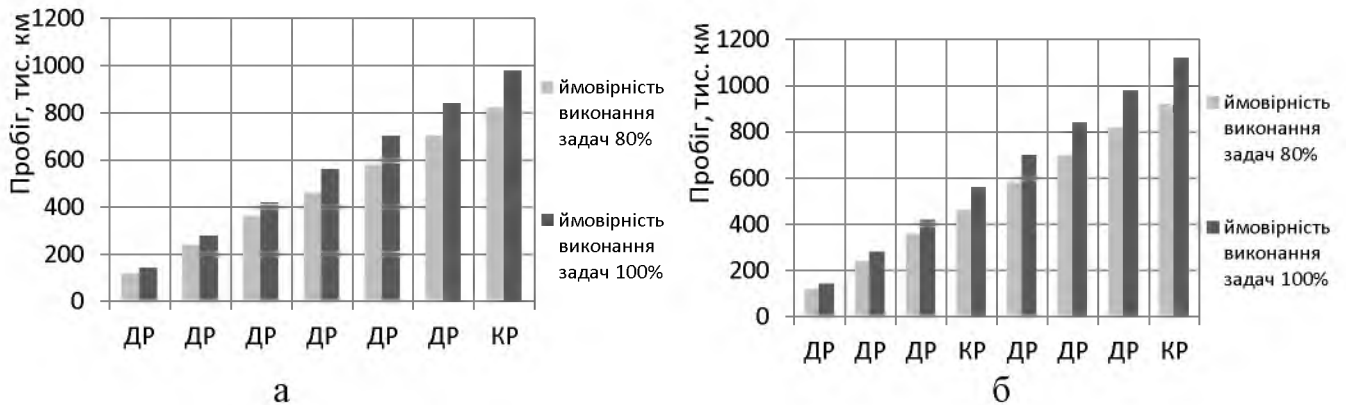 Пробіг, тис. км
1200
1000
800
600
400
200
0
ДР ДР ДР ДР ДР ДР КР
ймовірність
виконання
задач 80%
ймовірність
виконання
задач 100%
а
Пробіг, тис. км
1200
1000
800
600
400
200
0
ДР ДР ДР КР ДР ДР ДР КР
ймовірність
виконання
задач 80%
ймовірність
виконання
задач 100%
б